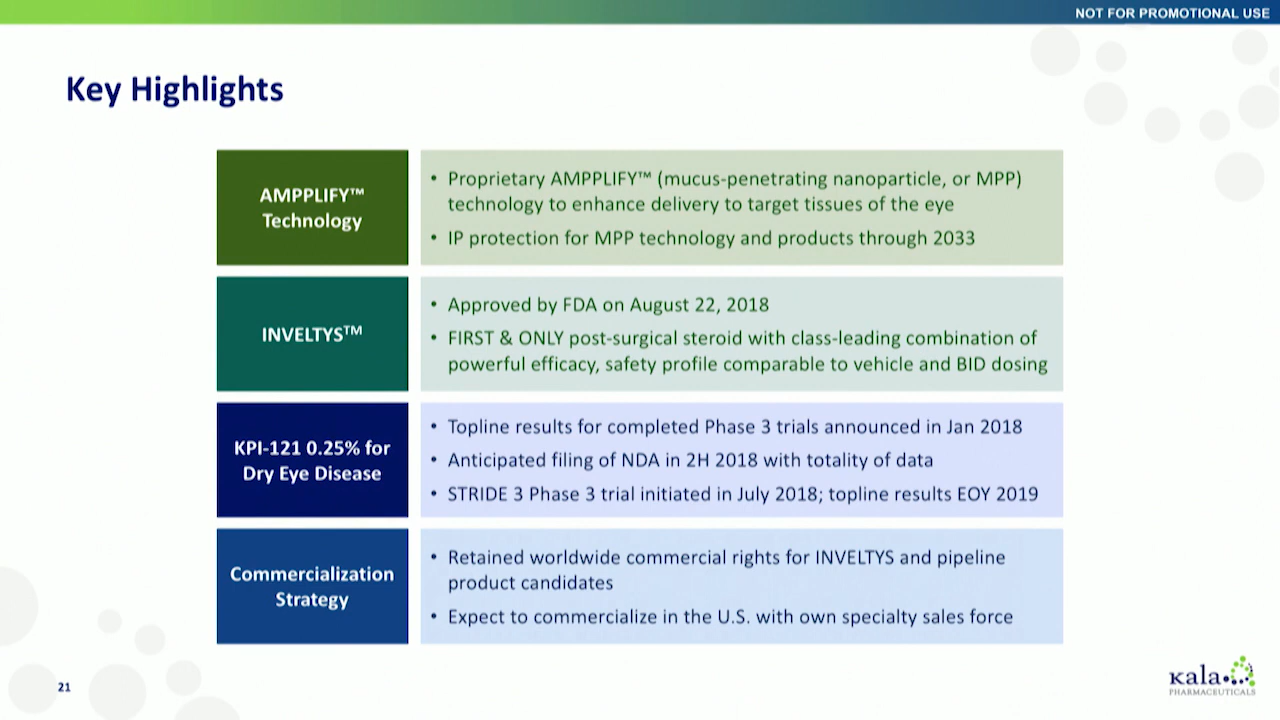 NOT FOR PROMOTIONAL USE
Key Highlights
AMPPLIFY™
Technology
• Proprietary AMPPLIFY™ (mucus-penetrating nanoparticle, or MPP)
technology to enhance delivery to target tissues of the eye
• IP protection for MPP technology and products through 2033
INVELTYS™
• Approved by FDA on August 22, 2018
• FIRST & ONLY post-surgical steroid with class-leading combination of
powerful efficacy, safety profile comparable to vehicle and BID dosing
KPI-121 0.25% for
Dry Eye Disease
• Topline results for completed Phase 3 trials announced in Jan 2018
• Anticipated filing of NDA in 2H 2018 with totality of data
• STRIDE 3 Phase 3 trial initiated in July 2018; topline results EOY 2019
Commercialization
Strategy
• Retained worldwide commercial rights for INVELTYS and pipeline
product candidates
• Expect to commercialize in the U.S. with own specialty sales force
21
kala
PHARMACEUTICALS